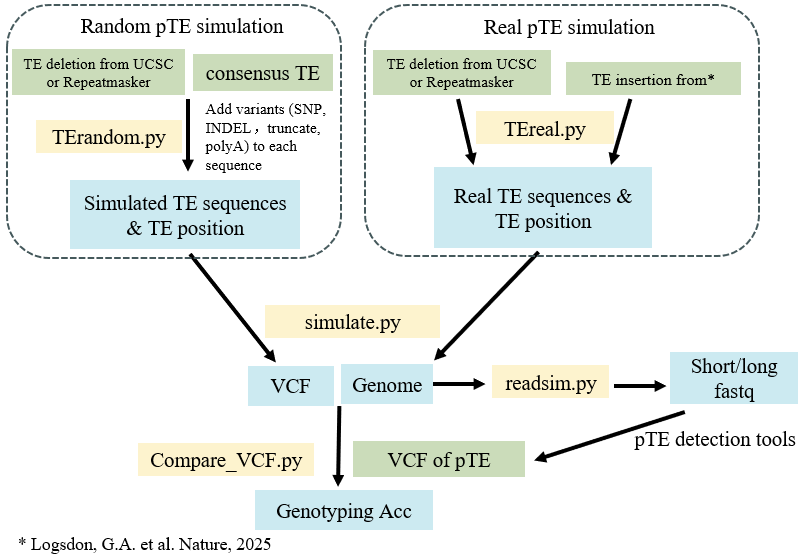 Random pTE simulation
TE deletion from UCSC
or Repeatmasker
consensus TE
TErandom.py
Add variants (SNP,
INDEL，truncate,
polyA) to each
sequence
Simulated TE sequences
& TE position
Real pTE simulation
TE deletion from UCSC
or Repeatmasker
TE insertion from*
TEreal.py
Real TE sequences &
TE position
simulate.py
VCF
Genome
readsim.py
Short/long
fastq
pTE detection tools
Compare_VCF.py
VCF of pTE
Genotyping Acc
* Logsdon, G.A. et al. Nature, 2025